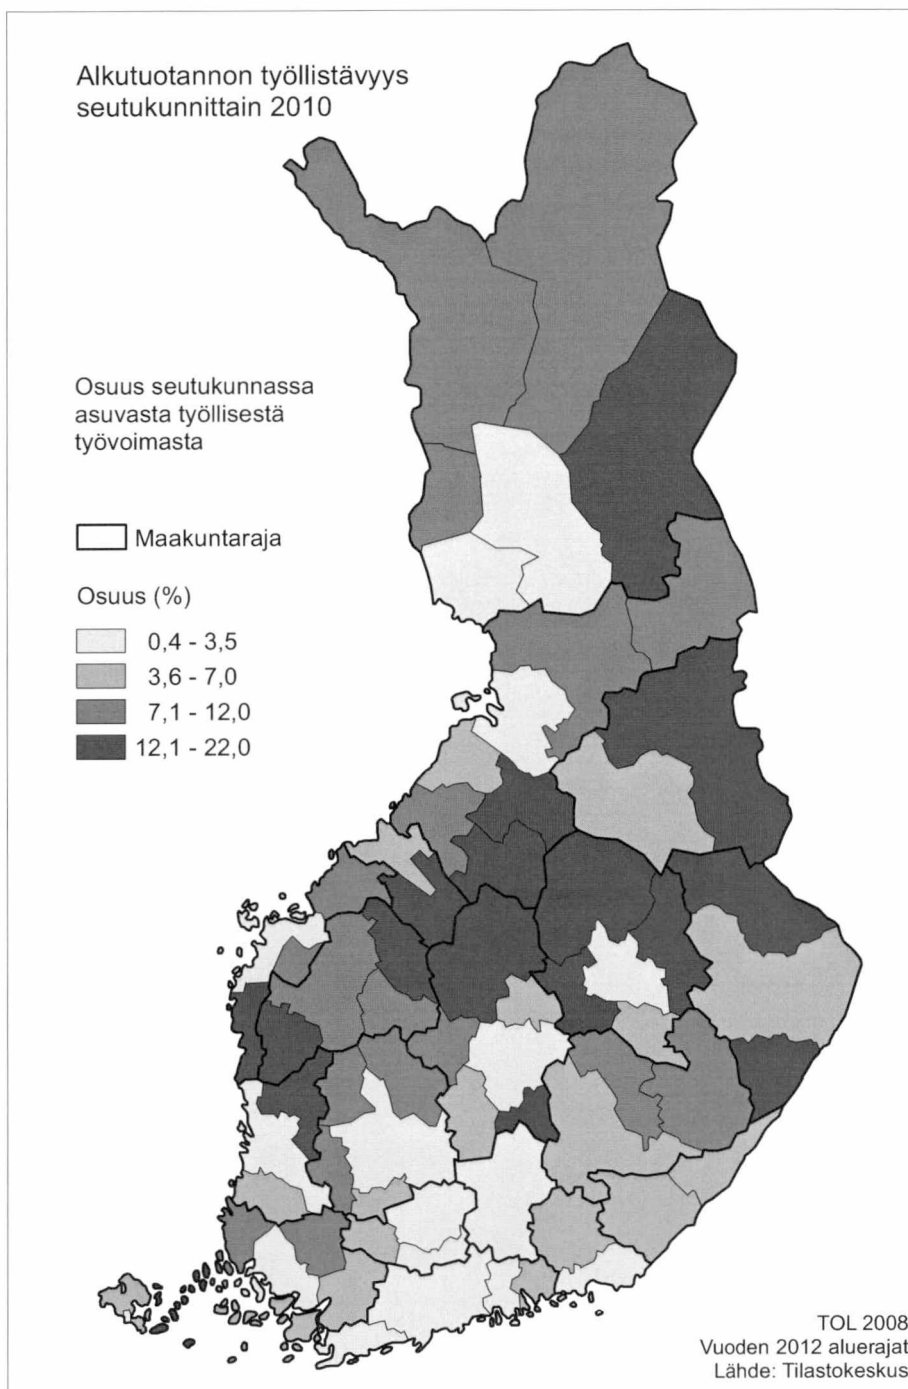 Alkutuotannon työllistävyys
seutukunnittain 2010
Osuus seutukunnassa
asuvasta työllisestä
työvoimasta
Maakuntaraja
Osuus (%)
0,4 - 3,5
3,6 - 7,0
7,1 - 12,0
12,1 - 22,0
TOL 2008
Vuoden 2012 aluerajat
Lähde: Tilastokeskus